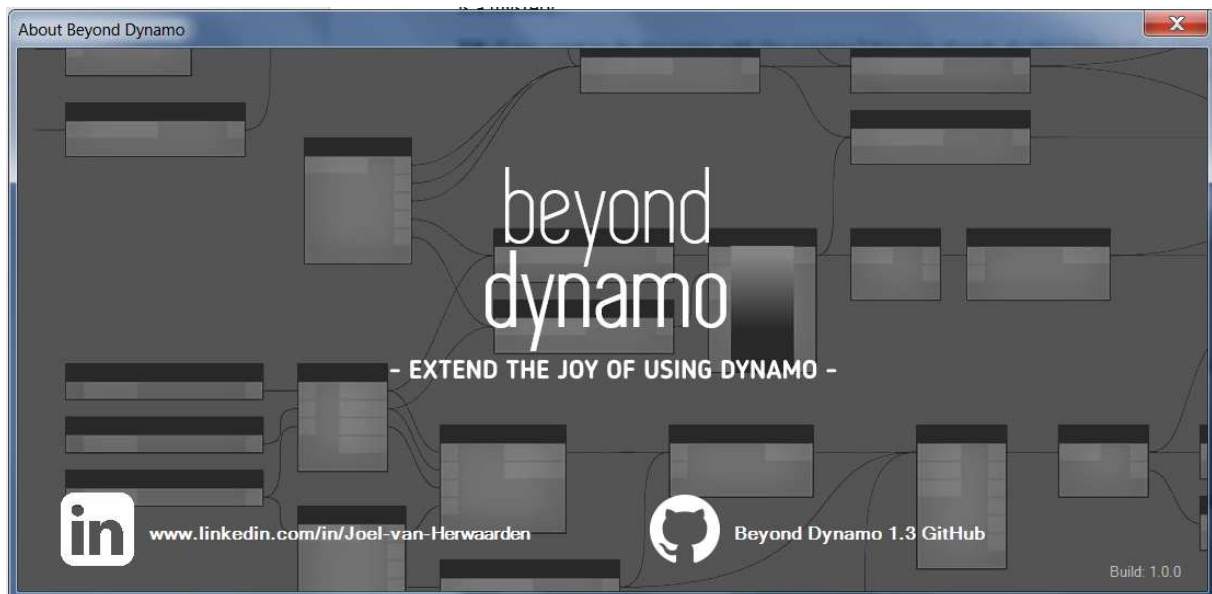 About Beyond Dynamo
beyond
dynamo
- EXTEND THE JOY OF USING DYNAMO -
www.linkedin.com/in/Joel-van-Herwaarden
Beyond Dynamo 1.3 GitHub
Build: 1.0.0
in